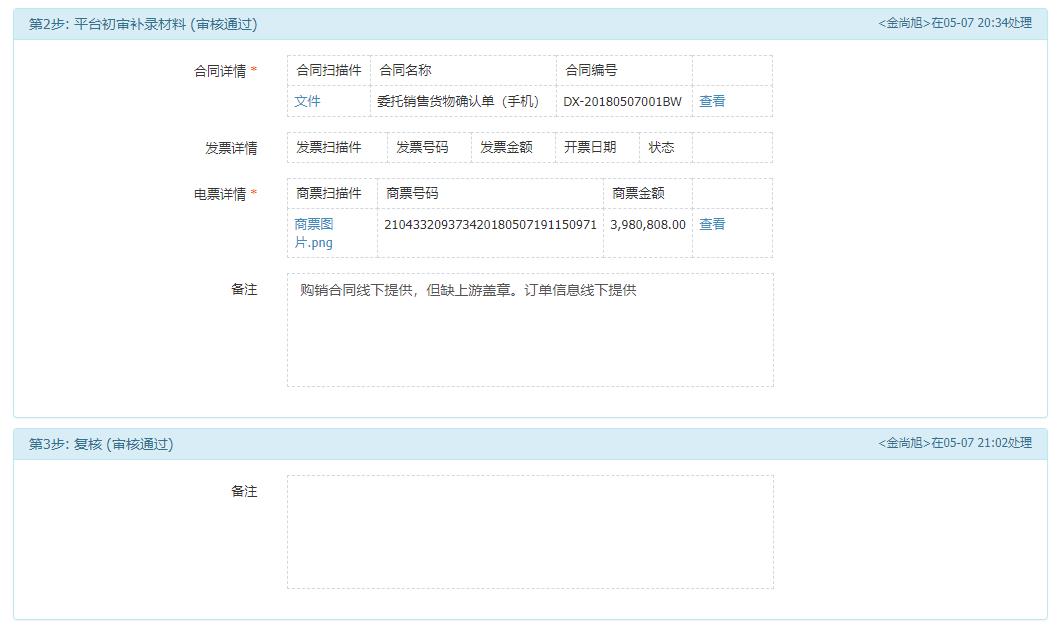 第2步: 平台初审补录材料 (审核通过) <金尚旭>在05-07 20:34处理
合同详情 * 合同扫描件 合同名称 合同编号
文件 委托销售货物确认单（手机） DX-20180507001BW 查看
发票详情 发票扫描件 发票号码 发票金额 开票日期 状态
电票详情 * 商票扫描件 商票号码 商票金额
商票图 210433209373420180507191150971 3,980,808.00 查看
片.png
备注 购销合同线下提供，但缺上游盖章。订单信息线下提供
第3步: 复核 (审核通过) <金尚旭>在05-07 21:02处理
备注